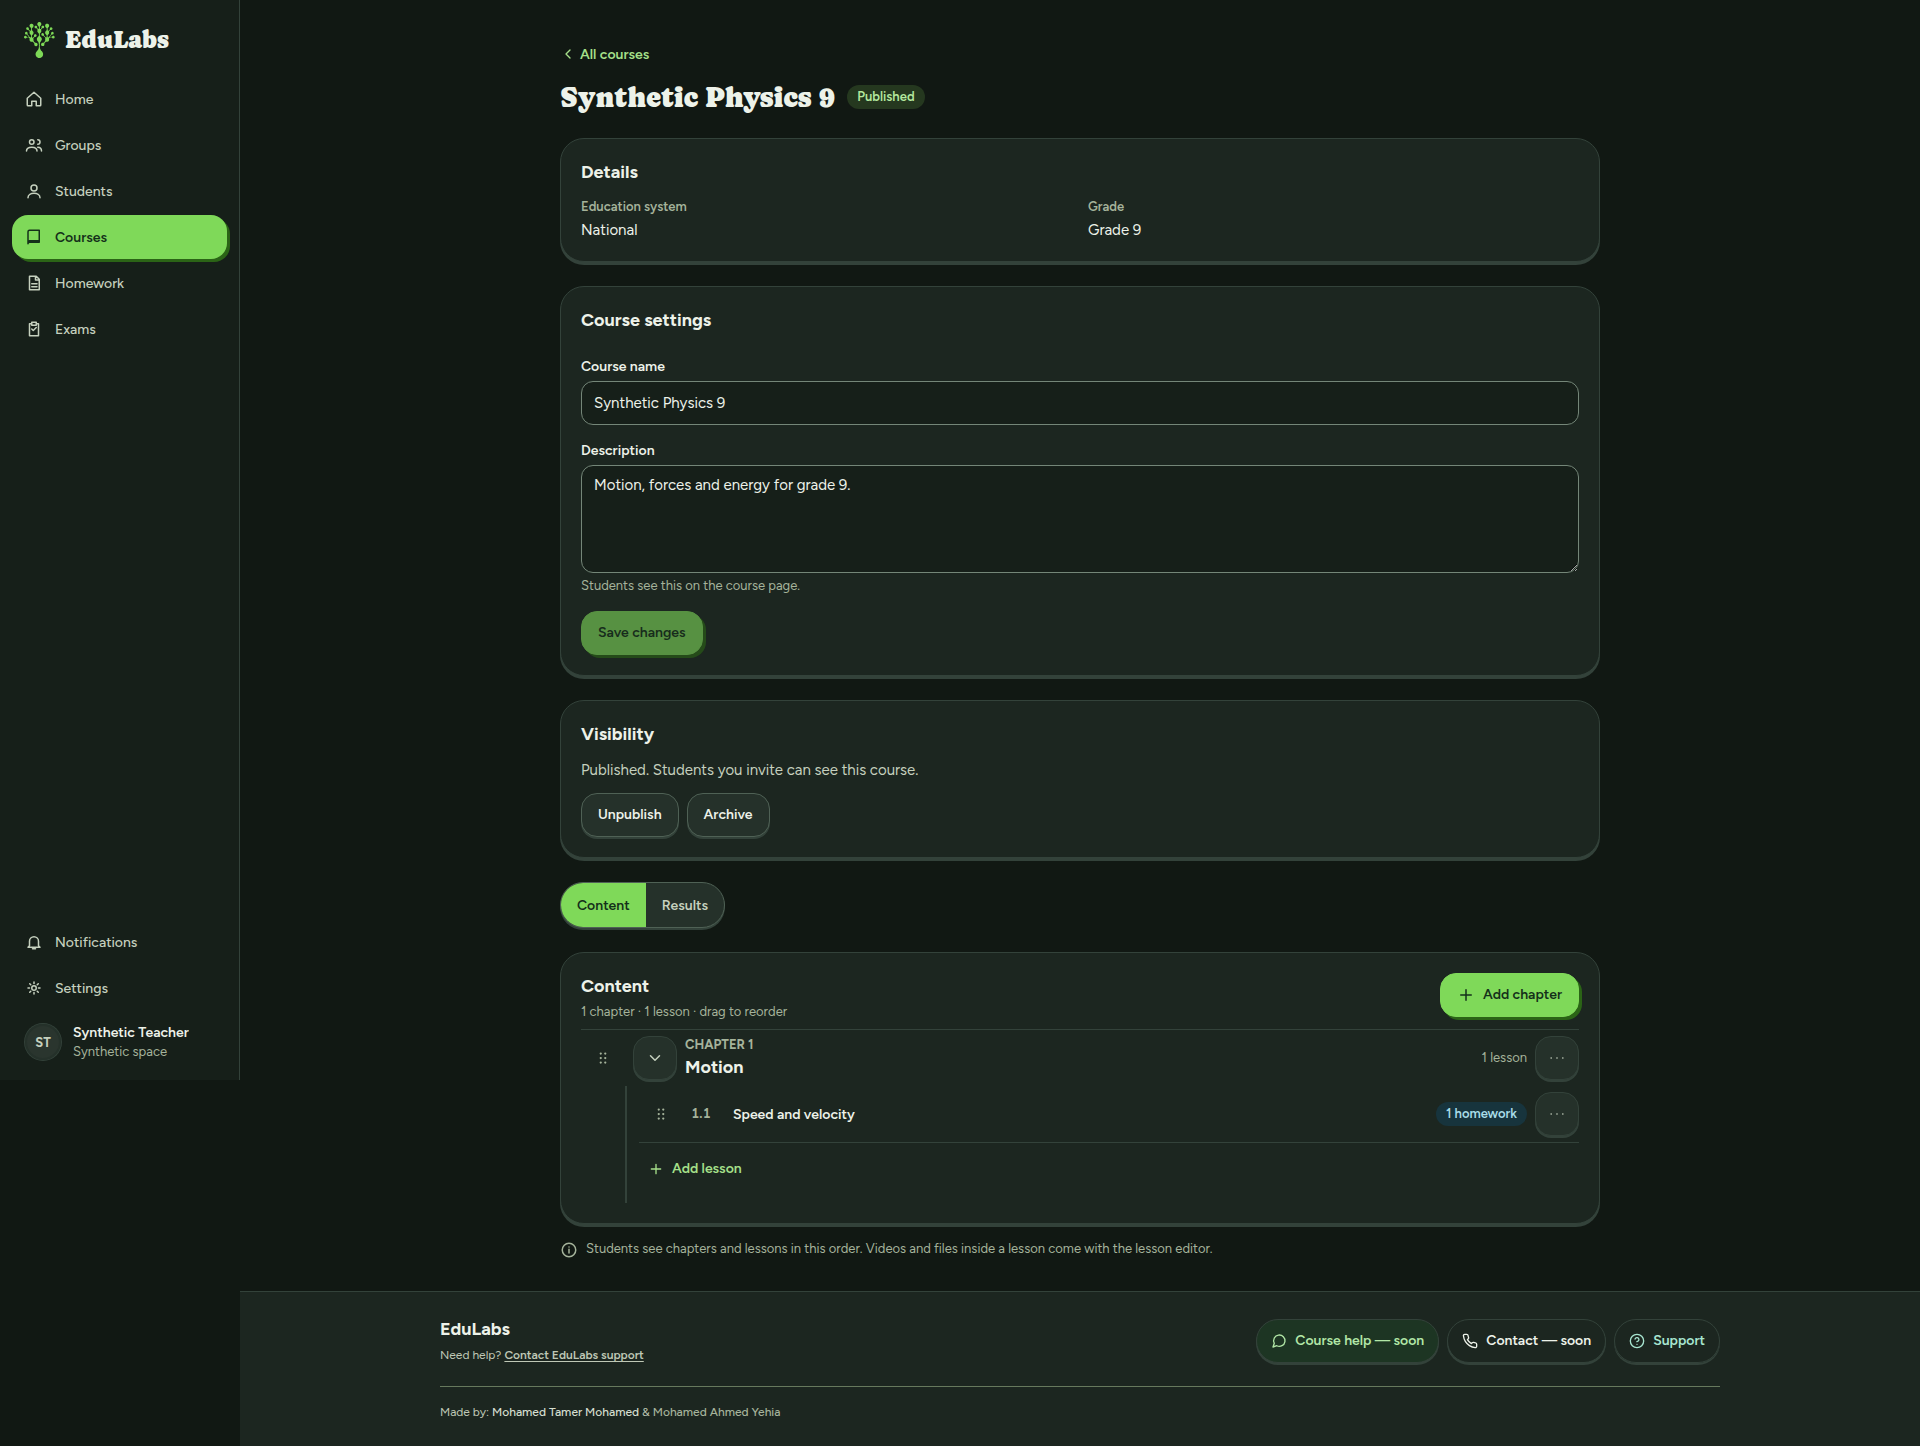 EduLabs
Home
Groups
Students
Courses
Homework
Exams
Notifications
Settings
ST
Synthetic Teacher
Synthetic space
All courses
Synthetic Physics 9
Published
Details
Education system
Grade
National
Grade 9
Course settings
Course name
Synthetic Physics 9
Description
Motion, forces and energy for grade 9.
Students see this on the course page.
Save changes
Visibility
Published. Students you invite can see this course.
Unpublish
Archive
Content
Results
Content
1 chapter · 1 lesson · drag to reorder
Add chapter
CHAPTER 1
Motion
1 lesson
1.1
Speed and velocity
1 homework
Add lesson
Students see chapters and lessons in this order. Videos and files inside a lesson come with the lesson editor.
EduLabs
Need help? Contact EduLabs support
Course help — soon
Contact — soon
Support
Made by: Mohamed Tamer Mohamed & Mohamed Ahmed Yehia